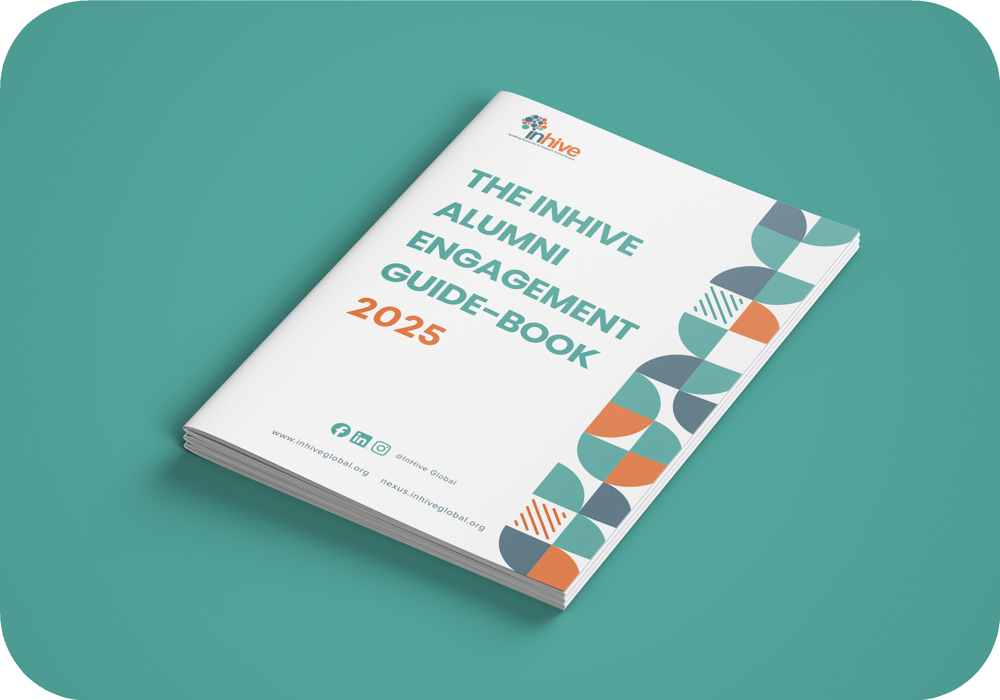 inhive
Building Networks to Support Young People
THE INHIVE
ALUMNI
ENGAGEMENT
GUIDE-BOOK
2025
@InHive Global
www.inhiveglobal.org nexus.inhiveglobal.org